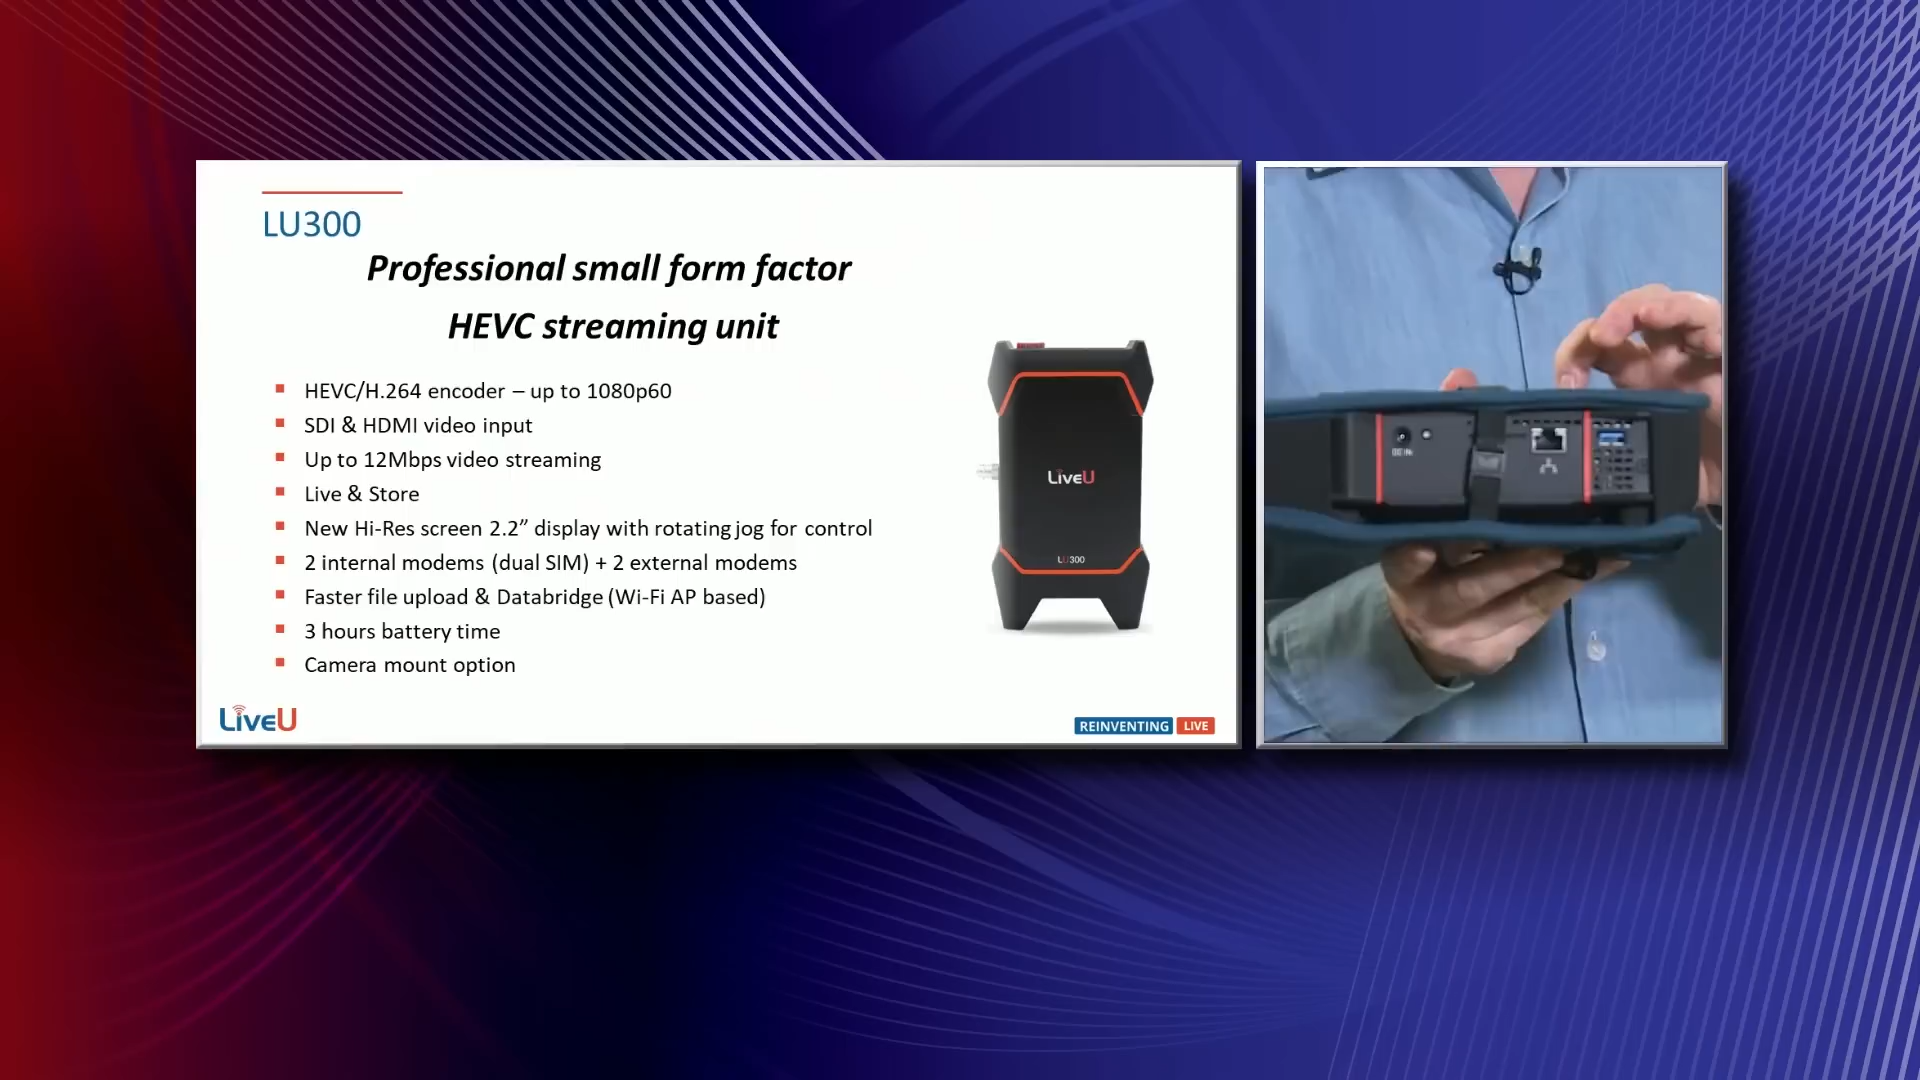 LU300
Professional small form factor
HEVC streaming unit
HEVC/H.264 encoder – up to 1080p60
SDI & HDMI video input
Up to 12Mbps video streaming
Live & Store
New Hi-Res screen 2.2” display with rotating jog for control
2 internal modems (dual SIM) + 2 external modems
Faster file upload & Databridge (Wi-Fi AP based)
3 hours battery time
Camera mount option
LiveU
LU300
LiveU
REINVENTING LIVE